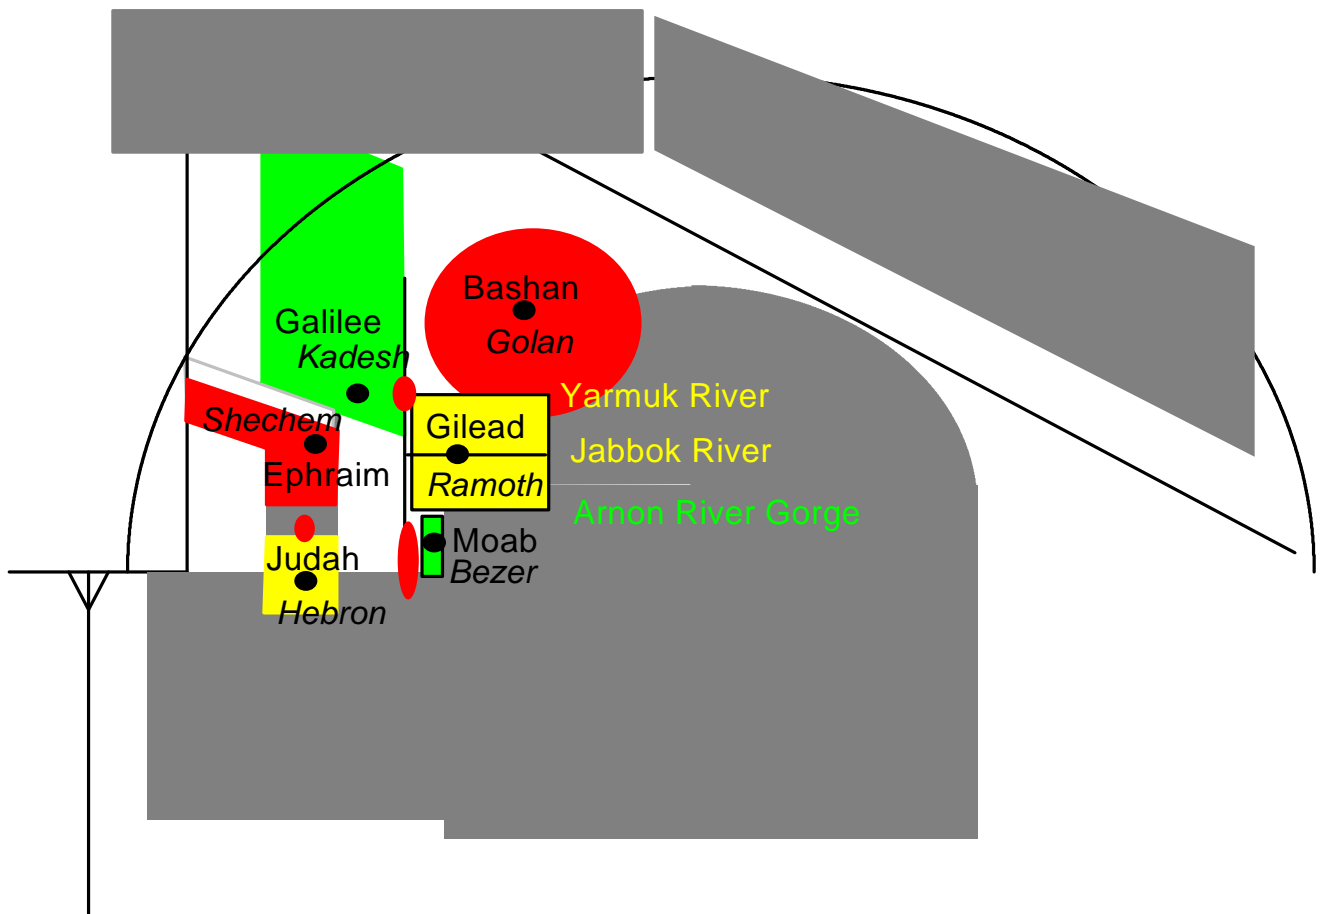 Bashan
Golan
Galilee
Kadesh
Shechem
Ephraim
Gilead
Ramoth
Yarmuk River
Jabbok River
Arnon River Gorge
Judah
Hebron
Moab
Bezer